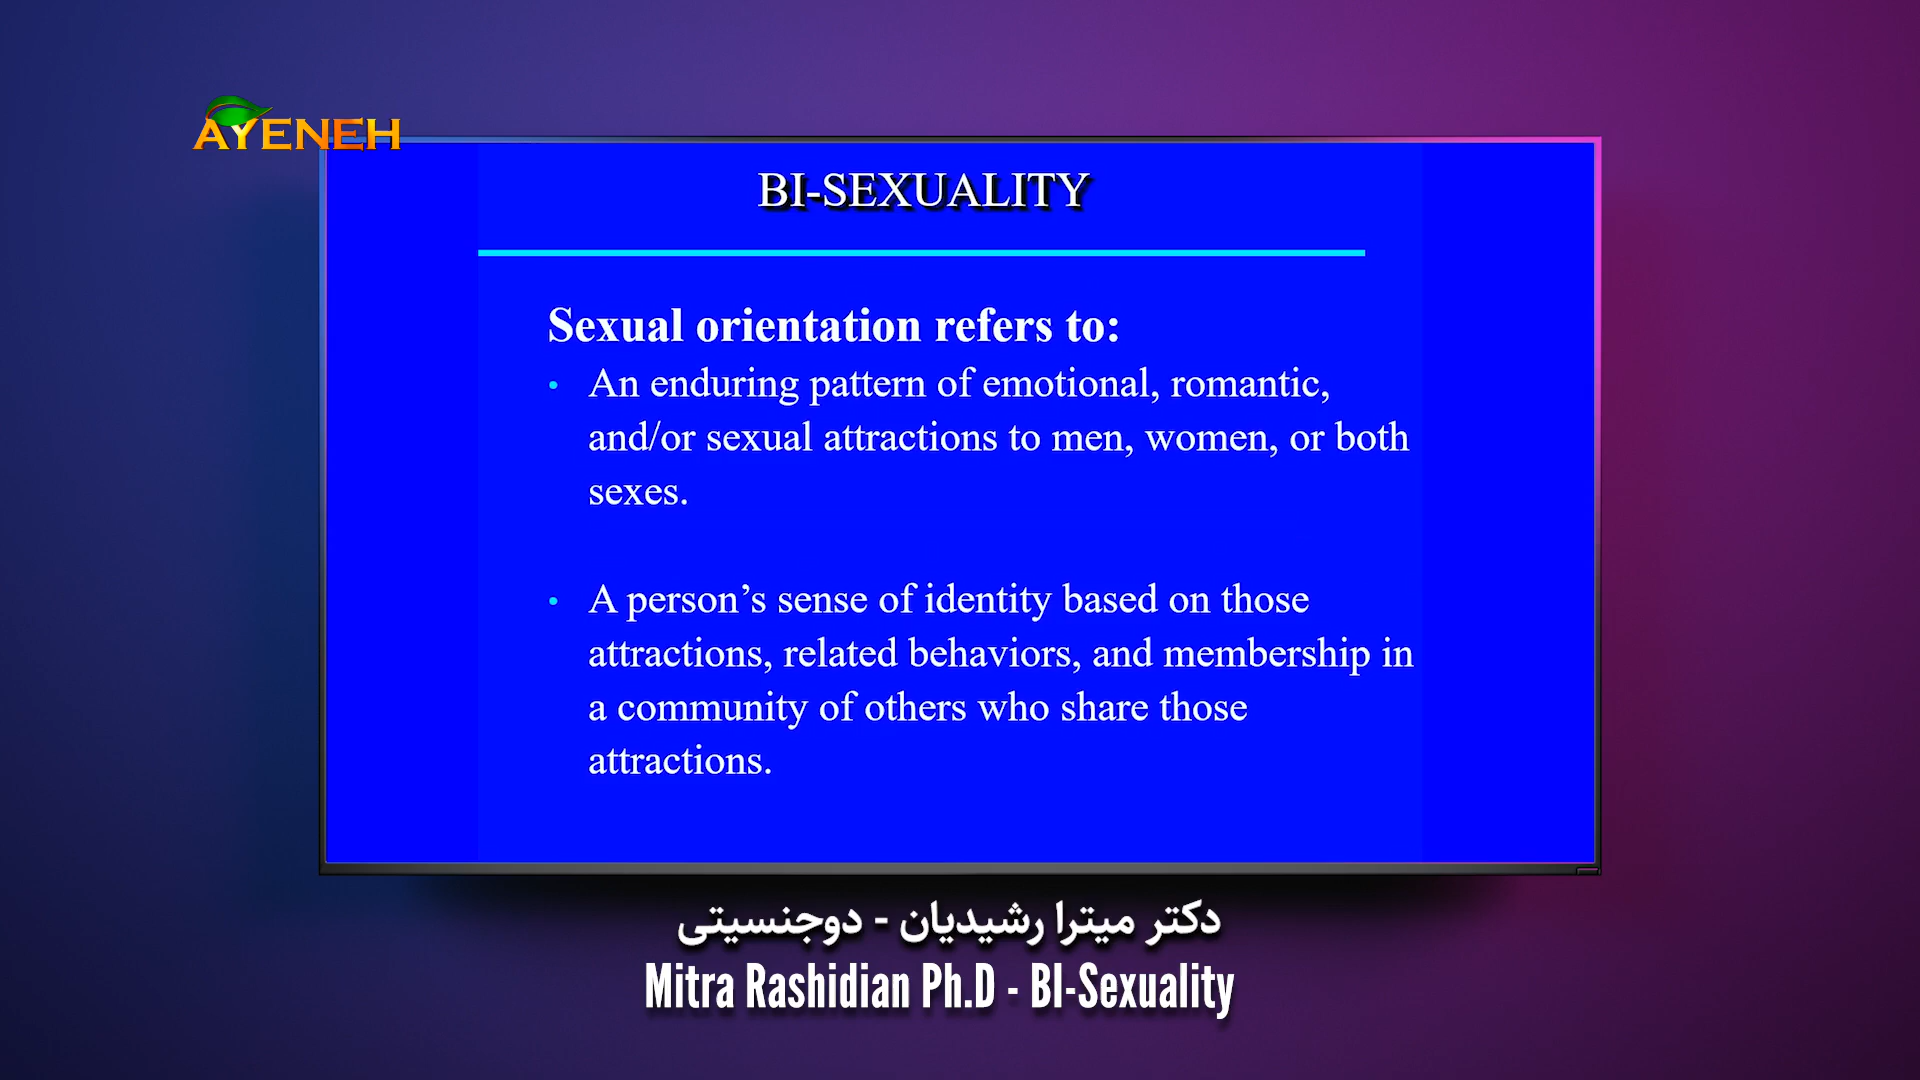 AYENEH
BI-SEXUALITY
Sexual orientation refers to:
• An enduring pattern of emotional, romantic,
and/or sexual attractions to men, women, or both
sexes.
• A person’s sense of identity based on those
attractions, related behaviors, and membership in
a community of others who share those
attractions.
دکتر میترا رشیدیان - دوجنسیتی
Mitra Rashidian Ph.D - BI-Sexuality